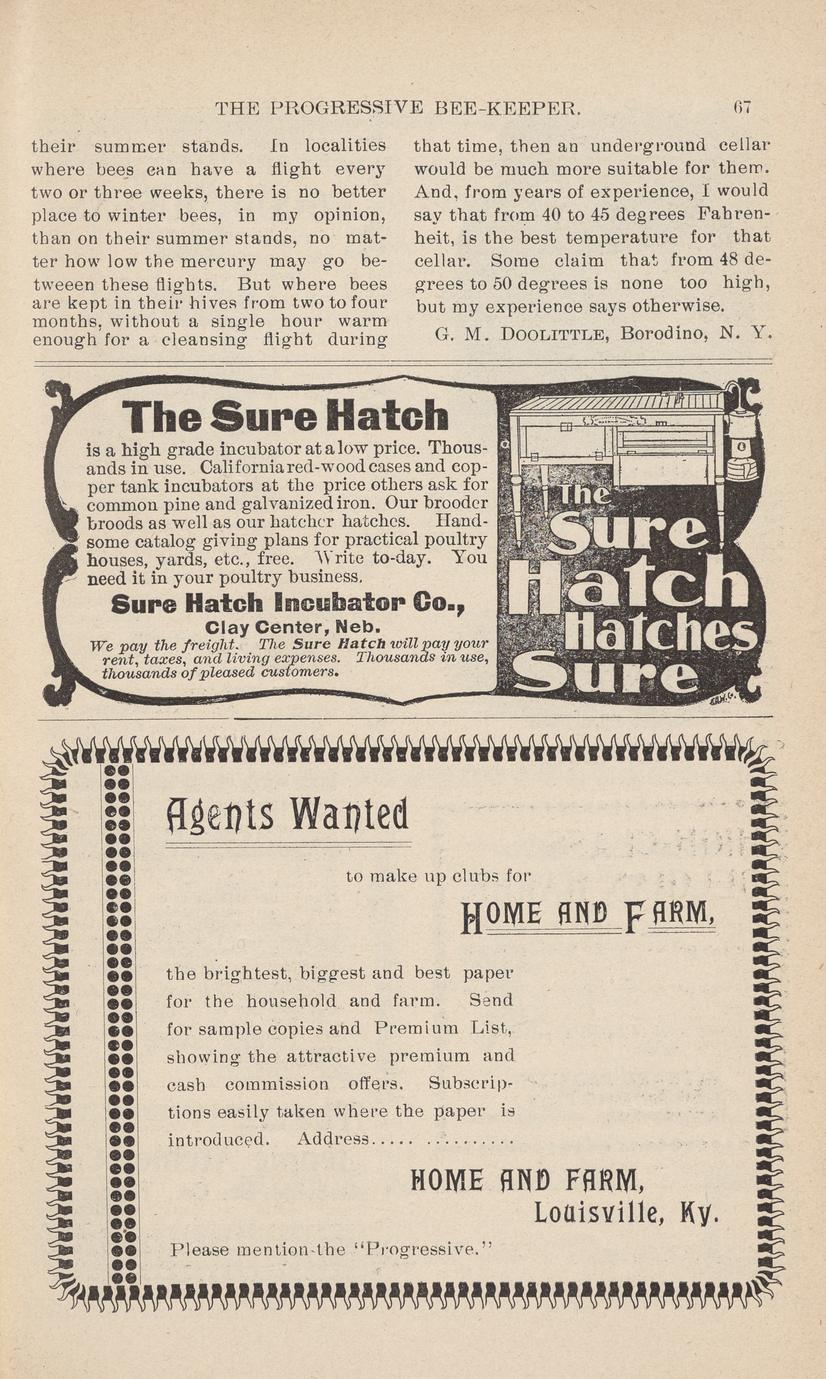 THE PROGRESSIVE BEE-KEEPER. 67
their summer stands. In localities
where bees can have a flight every
two or three weeks, there is no better
place to winter bees, in my opinion,
than on their summer stands, no mat-
ter how low the mercury may go be-
tweeen these flights. But where bees
are kept in their hives from two to four
months, without a single hour warm
enough for a cleansing flight during
that time, then an underground cellar
would be much more suitable for them.
And, from years of experience, I would
say that from 40 to 45 degrees Fahren-
heit, is the best temperature for that
cellar. Some claim that from 48 de-
grees to 50 degrees is none too high,
but my experience says otherwise.
G. M. DOOLITTLE, Borodino, N. Y.
The Sure Hatch
is a high grade incubator at a low price. Thous-
ands in use. California red-wood cases and cop-
per tank incubators at the price others ask for
common pine and galvanized iron. Our brooder
broods as well as our hatcher hatches. Hand-
some catalog giving plans for practical poultry
houses, yards, etc., free. Write to-day. You
need it in your poultry business.
Sure Hatch Incubator Co.,
Clay Center, Neb.
We pay the freight. The Sure Hatch will pay your
rent, taxes, and living expenses. Thousands in use,
thousands of pleased customers.
The
Sure
Hatch
Hatches
Sure
Agents Wanted
to make up clubs for
HOME AND FARM,
the brightest, biggest and best paper
for the household and farm. Send
for sample copies and Premium List,
showing the attractive premium and
cash commission offers. Subscrip-
tions easily taken where the paper is
introduced. Address..... ..........
HOME AND FARM,
Louisville, Ky.
Please mention the "Progressive."